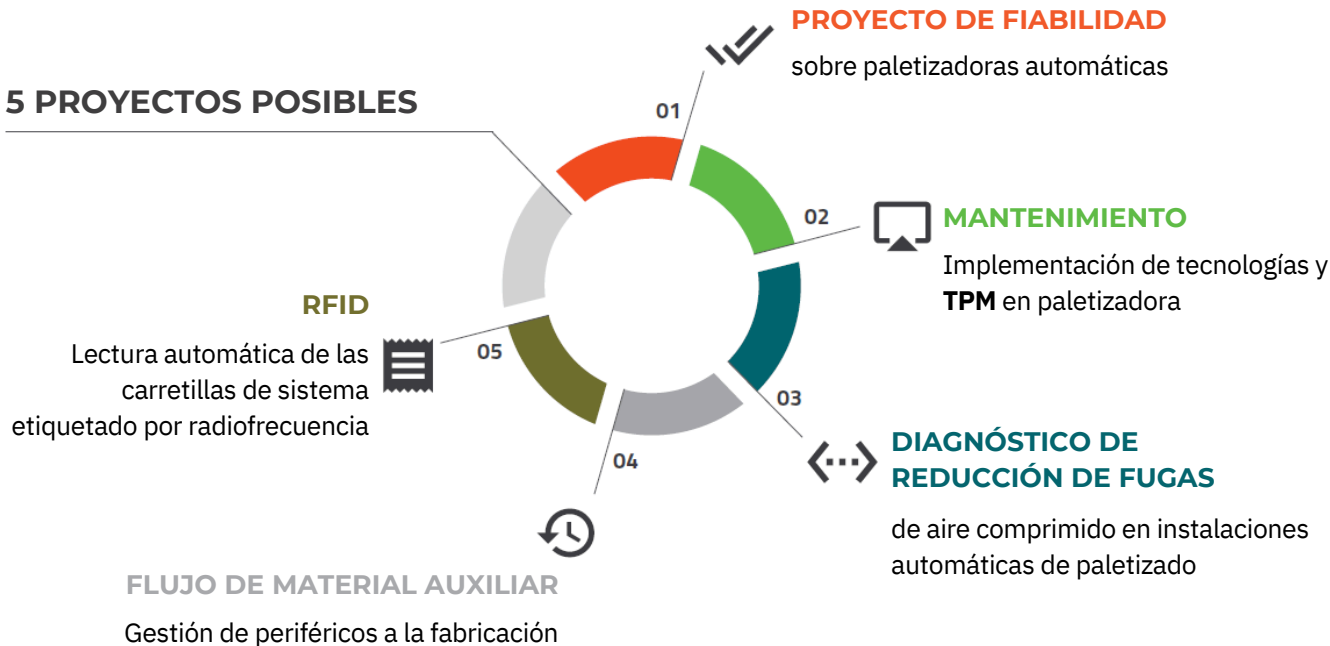 5 PROYECTOS POSIBLES
01
PROYECTO DE FIABILIDAD
sobre paletizadoras automáticas
02
MANTENIMIENTO
Implementación de tecnologías y
TPM en paletizadora
03
DIAGNÓSTICO DE
REDUCCIÓN DE FUGAS
de aire comprimido en instalaciones
automáticas de paletizado
04
FLUJO DE MATERIAL AUXILIAR
Gestión de periféricos a la fabricación
05
RFID
Lectura automática de las
carretillas de sistema
etiquetado por radiofrecuencia